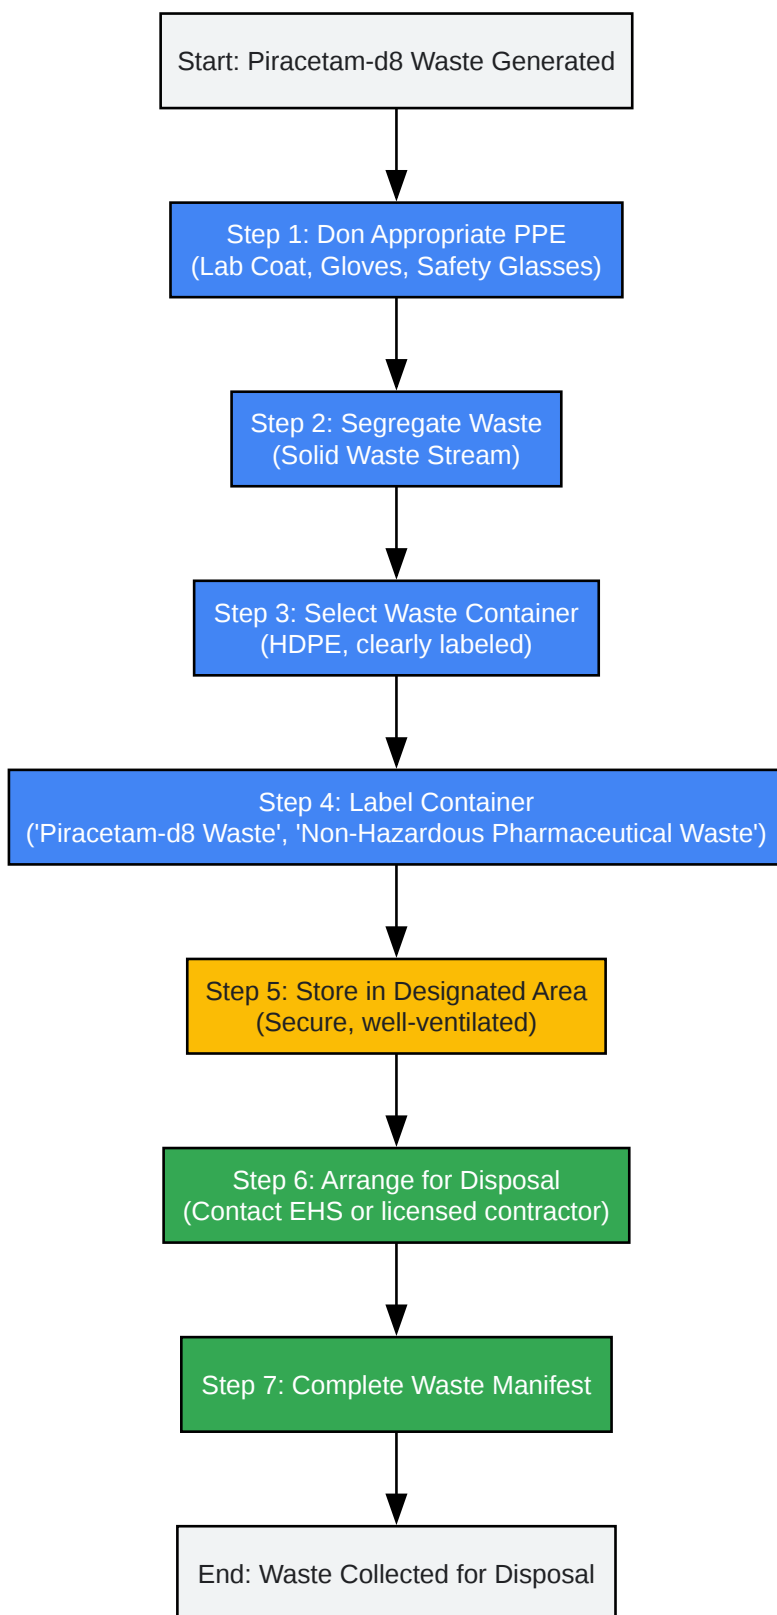 Start: Piracetam-d8 Waste Generated
Step 1: Don Appropriate PPE
(Lab Coat, Gloves, Safety Glasses)
Step 2: Segregate Waste
(Solid Waste Stream)
Step 3: Select Waste Container
(HDPE, clearly labeled)
Step 4: Label Container
('Piracetam-d8 Waste', 'Non-Hazardous Pharmaceutical Waste')
Step 5: Store in Designated Area
(Secure, well-ventilated)
Step 6: Arrange for Disposal
(Contact EHS or licensed contractor)
Step 7: Complete Waste Manifest
End: Waste Collected for Disposal